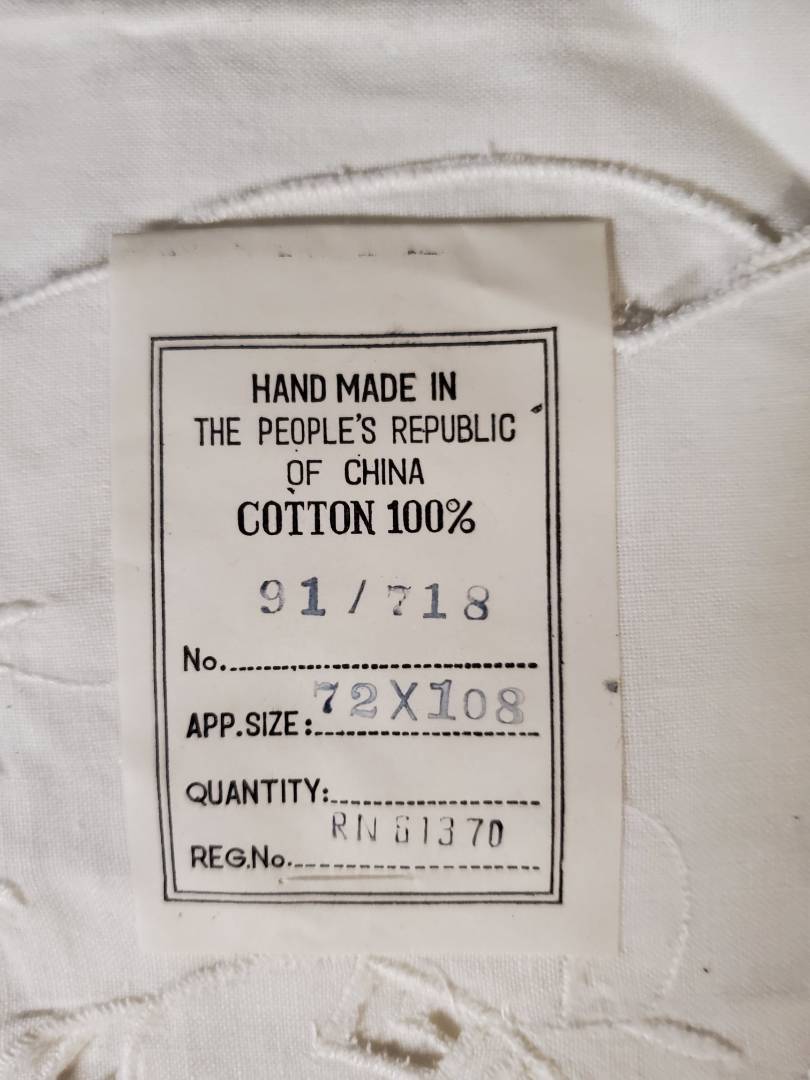 HAND MADE IN
THE PEOPLE'S REPUBLIC
OF CHINA
COTTON 100%
91/718
No.
APP.SIZE: 72X108
QUANTITY:
REG.No. RN 61370